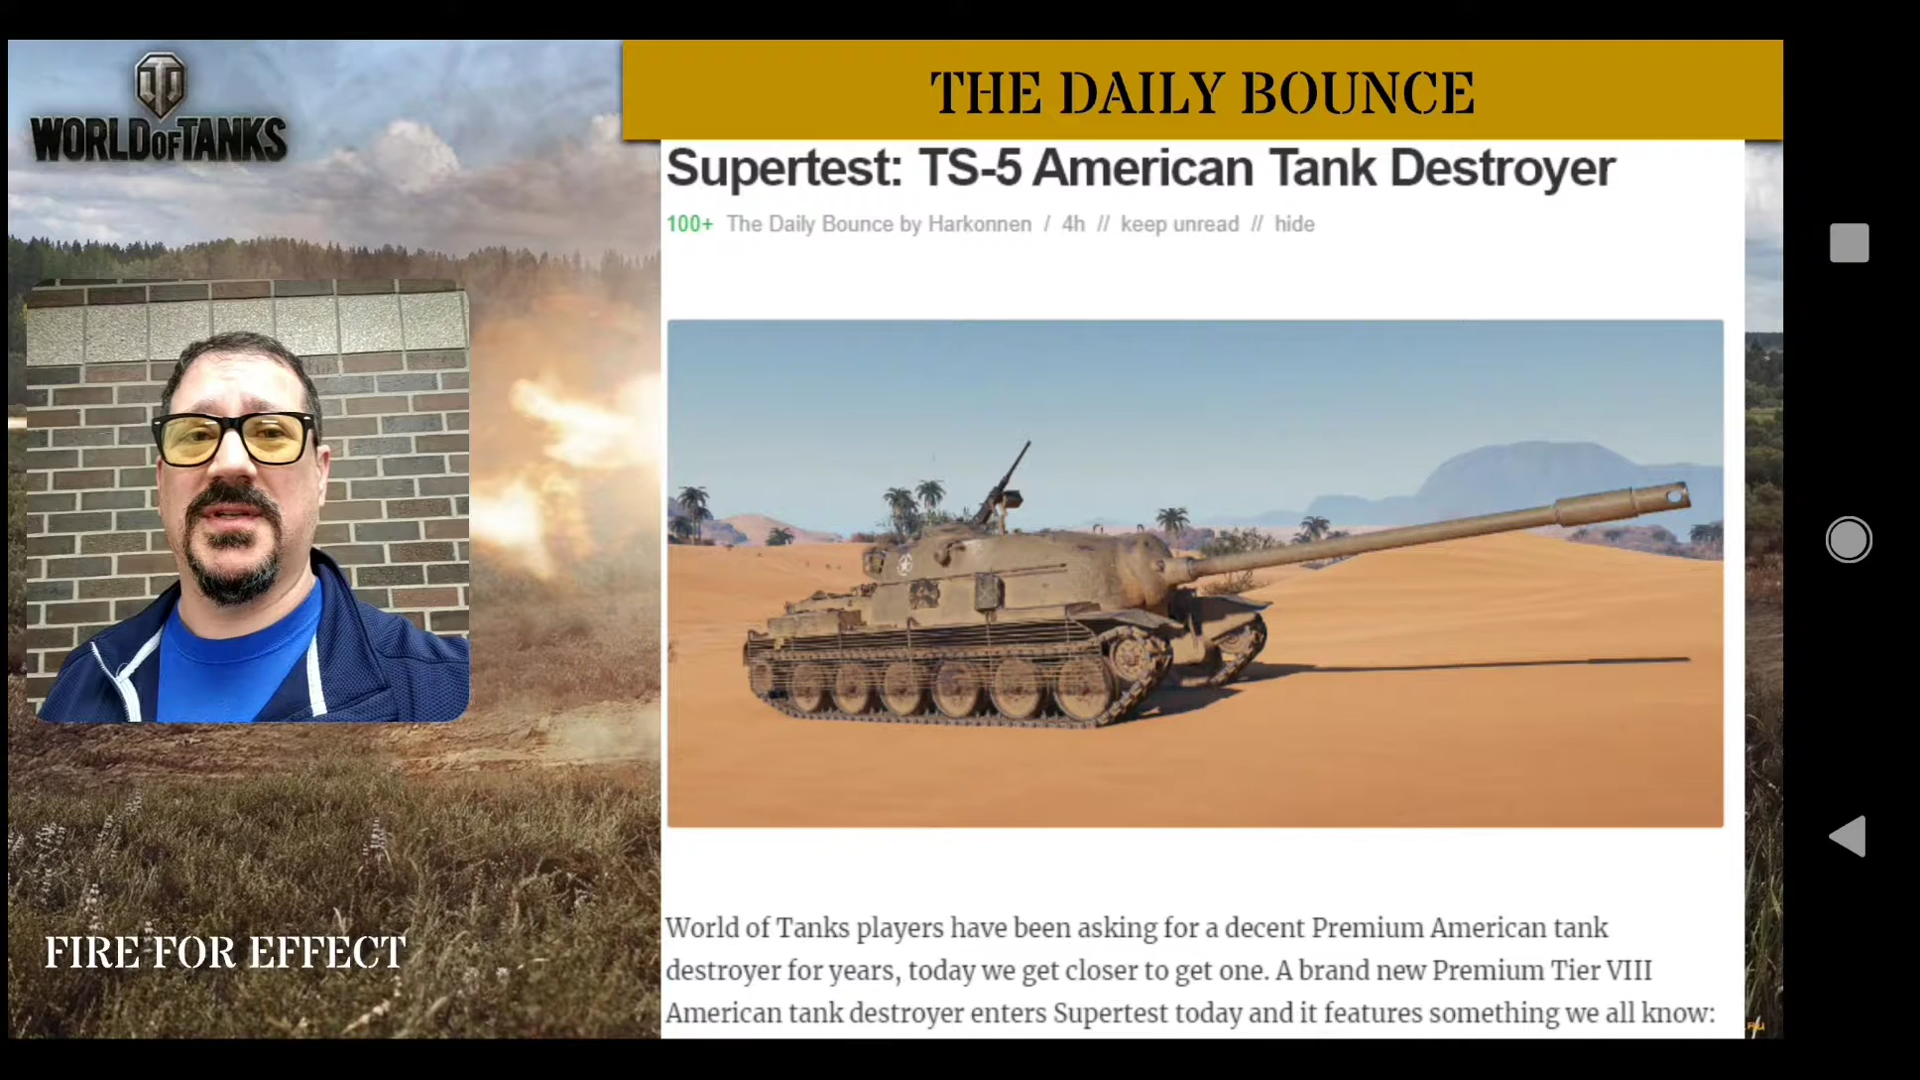 WORLD OF TANKS
THE DAILY BOUNCE
Supertest: TS-5 American Tank Destroyer
100+ The Daily Bounce by Harkonnen / 4h // keep unread // hide
FIRE FOR EFFECT
World of Tanks players have been asking for a decent Premium American tank
destroyer for years, today we get closer to get one. A brand new Premium Tier VIII
American tank destroyer enters Supertest today and it features something we all know: